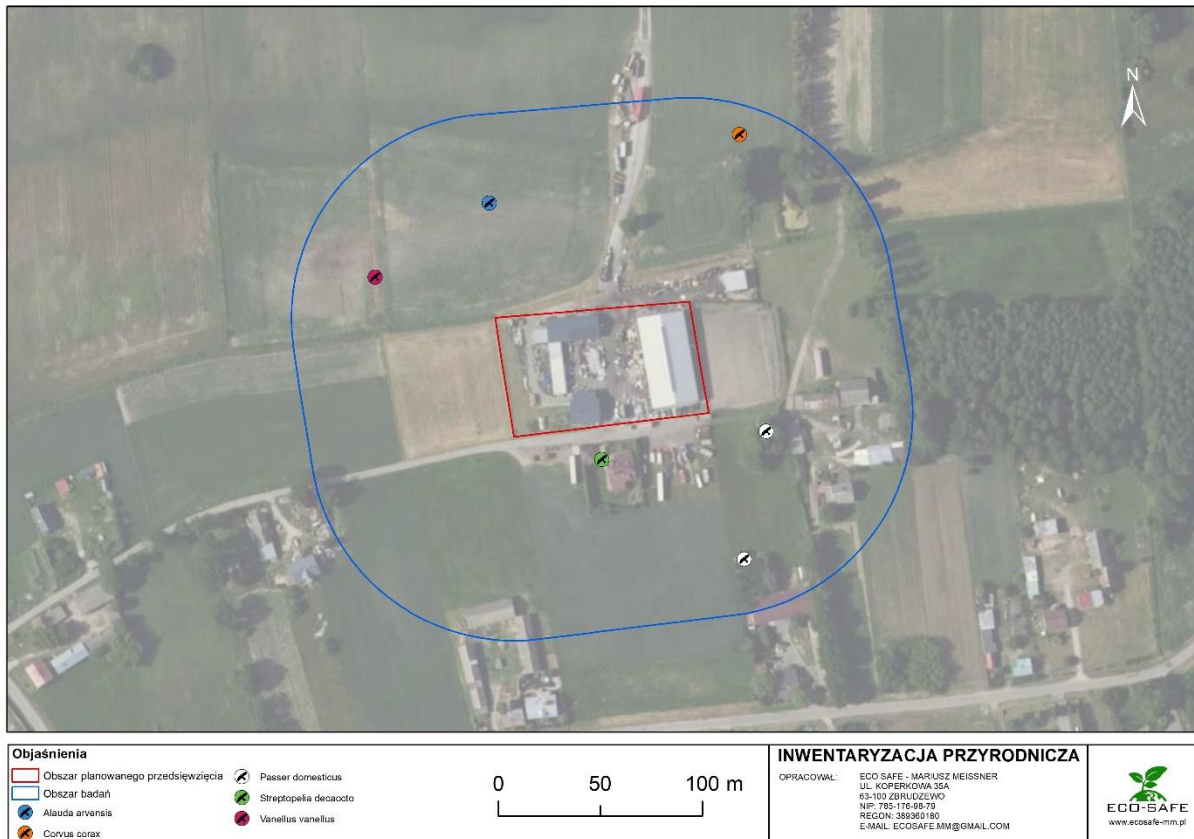 N
Objaśnienia
Obszar planowanego przedsięwzięcia
Obszar badań
Alauda arvensis
Corvus corax
Passer domesticus
Streptopelia decaocto
Vanellus vanellus
0 50 100 m
INWENTARYZACJA PRZYRODNICZA
OPRACOWAŁ: ECO SAFE - MARIUSZ MEISSNER
UL. KOPERKOWA 35A
63-100 ZBRUDZEWO
NIP: 785-176-98-79
REGON: 389360180
E-MAIL: ECOSAFE.MM@GMAIL.COM
ECO-SAFE
www.ecosafe-mm.pl